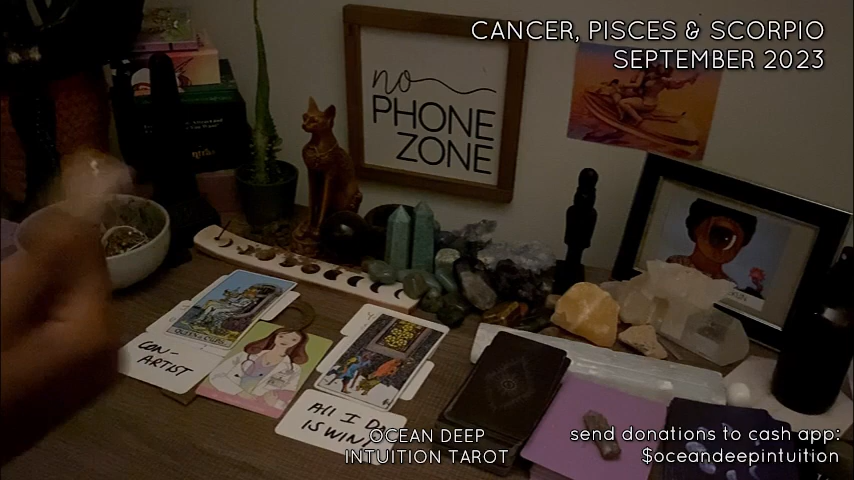 CANCER, PISCES & SCORPIO
SEPTEMBER 2023
no
PHONE
ZONE
CON-
ARTIST
All I DO
IS WIN
OCEAN DEEP
INTUITION TAROT
send donations to cash app:
$oceandeepintuition